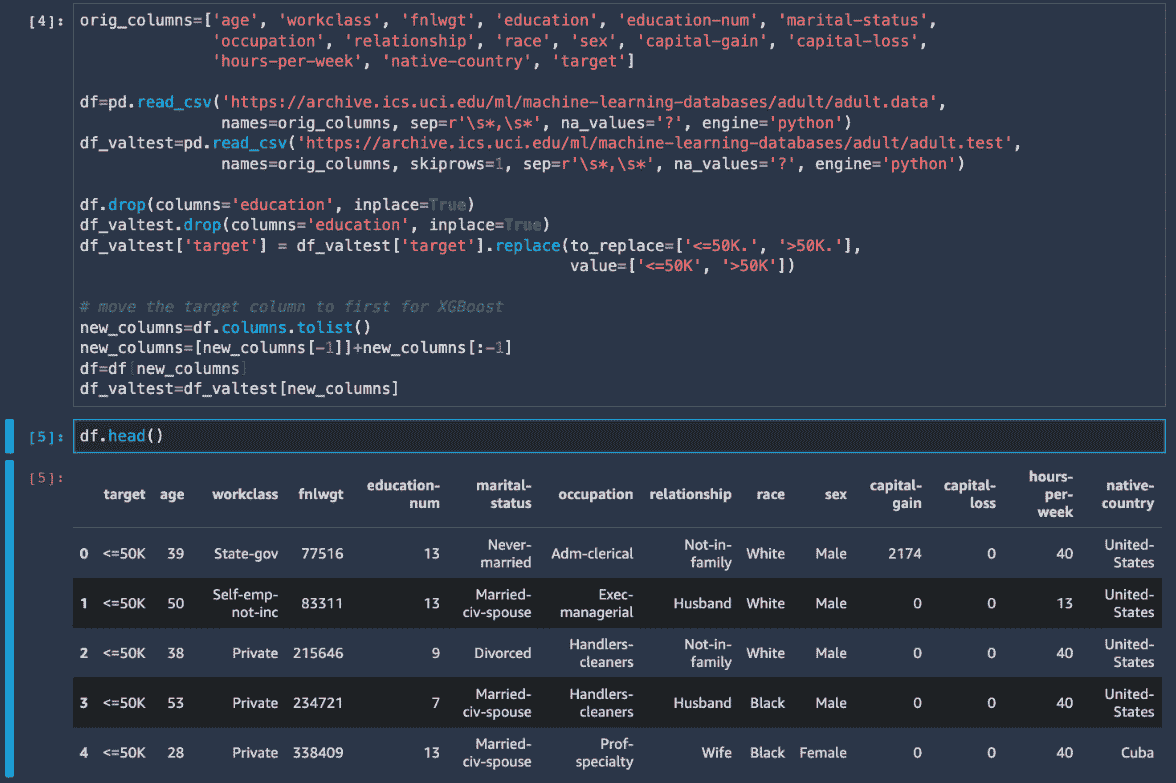 [4]: orig_columns=['age', 'workclass', 'fnlwgt', 'education', 'education-num', 'marital-status',
'occupation', 'relationship', 'race', 'sex', 'capital-gain', 'capital-loss',
'hours-per-week', 'native-country', 'target']
df=pd.read_csv('https://archive.ics.uci.edu/ml/machine-learning-databases/adult/adult.data',
names=orig_columns, sep=r'\s*,\s*', na_values='?', engine='python')
df_valtest=pd.read_csv('https://archive.ics.uci.edu/ml/machine-learning-databases/adult/adult.test',
names=orig_columns, skiprows=1, sep=r'\s*,\s*', na_values='?', engine='python')
df.drop(columns='education', inplace=True)
df_valtest.drop(columns='education', inplace=True)
df_valtest['target'] = df_valtest['target'].replace(to_replace=['<=50K.', '>50K.'],
value=['<=50K', '>50K'])
# move the target column to first for XGBoost
new_columns=df.columns.tolist()
new_columns=[new_columns[-1]]+new_columns[:-1]
df=df[new_columns]
df_valtest=df_valtest[new_columns]
[5]: df.head()
[5]:
target age workclass fnlwgt education-num marital-status occupation relationship race sex capital-gain capital-loss hours-per-week native-country
0 <=50K 39 State-gov 77516 13 Never-married Adm-clerical Not-in-family White Male 2174 0 40 United-States
1 <=50K 50 Self-emp-not-inc 83311 13 Married-civ-spouse Exec-managerial Husband White Male 0 0 13 United-States
2 <=50K 38 Private 215646 9 Divorced Handlers-cleaners Not-in-family White Male 0 0 40 United-States
3 <=50K 53 Private 234721 7 Married-civ-spouse Handlers-cleaners Husband Black Male 0 0 40 United-States
4 <=50K 28 Private 338409 13 Married-civ-spouse Prof-specialty Wife Black Female 0 0 40 Cuba